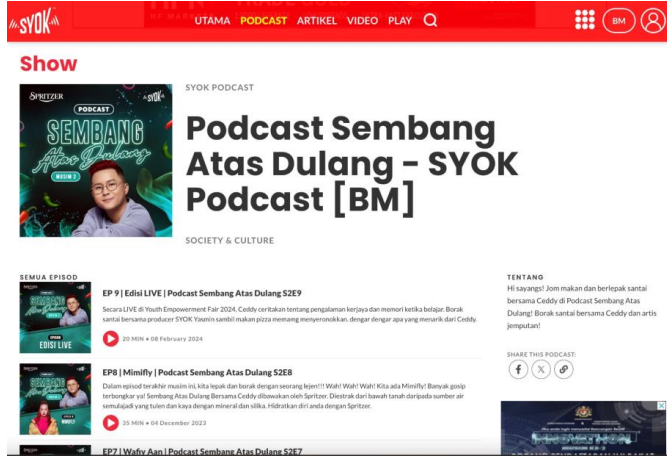 SYOK
UTAMA PODCAST ARTIKEL VIDEO PLAY
BM
Show
SPRITZER
SYOK
PODCAST
SEMBANG
Atas Dulang
MUSIM 2
SYOK PODCAST
Podcast Sembang
Atas Dulang - SYOK
Podcast [BM]
SOCIETY & CULTURE
SEMUA EPISOD
EDISI LIVE
EP 9 | Edisi LIVE | Podcast Sembang Atas Dulang S2E9
Secara LIVE di Youth Empowerment Fair 2024, Ceddy ceritakan tentang pengalaman kerjaya dan memori ketika belajar. Borak
santai bersama producer SYOK Yasmin sambil makan pizza memang menyeronokkan. dengar dengar apa yang menarik dari Ceddy.
20 MIN • 08 February 2024
EP8 | Mimifly | Podcast Sembang Atas Dulang S2E8
Dalam episod terakhir musim ini, kita lepak dan borak dengan seorang lejen!!! Wah! Wah! Wah! Kita ada Mimifly! Banyak gosip
terbongkar ya! Sembang Atas Dulang Bersama Ceddy dibawakan oleh Spritzer. Diestrak dari bawah tanah daripada sumber air
semulajadi yang tulen dan kaya dengan mineral dan silika. Hidratkan diri anda dengan Spritzer.
35 MIN • 04 December 2023
EP7 | Wafiy Aan | Podcast Sembang Atas Dulang S2E7
TENTANG
Hi sayangs! Jom makan dan berlepak santai
bersama Ceddy di Podcast Sembang Atas
Dulang! Borak santai bersama Ceddy dan artis
jemputan!
SHARE THIS PODCAST: